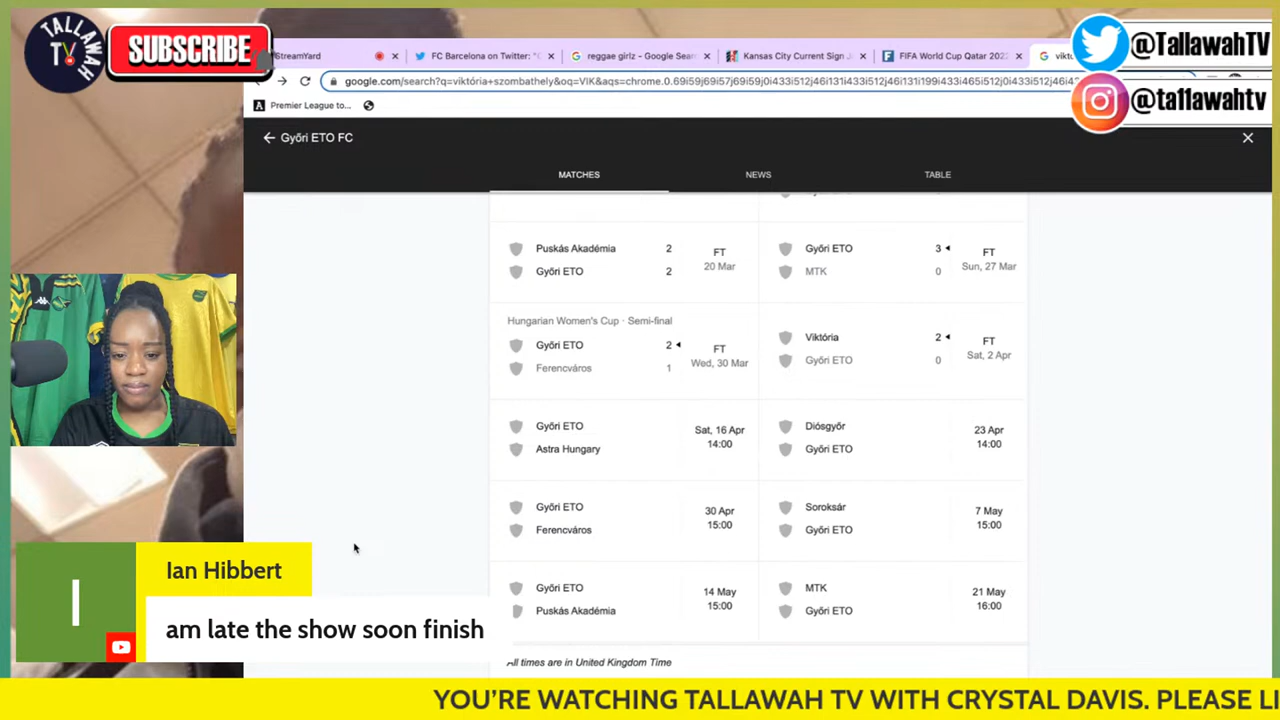 TALLAWAH
TV
SUBSCRIBE
@TallawahTV
@ta11awahtv
StreamYard
FC Barcelona on Twitter: "
reggae girlz - Google Sear
Kansas City Current Sign J
FIFA World Cup Qatar 2022
vikto
google.com/search?q=viktória+szombathely&oq=VIK&aqs=chrome.0.69i59j69i57j69i59j0i433i512j46i131i433i512j46i131i199i433i465i512j0i433i512j46i
Premier League to...
Győri ETO FC
MATCHES
NEWS
TABLE
Puskás Akadémia 2
Győri ETO 2
FT
20 Mar
Győri ETO 3
MTK 0
FT
Sun, 27 Mar
Hungarian Women's Cup · Semi-final
Győri ETO 2
Ferencváros 1
FT
Wed, 30 Mar
Viktória 2
Győri ETO 0
FT
Sat, 2 Apr
Győri ETO
Astra Hungary
Sat, 16 Apr
14:00
Diósgyőr
Győri ETO
23 Apr
14:00
Győri ETO
Ferencváros
30 Apr
15:00
Soroksár
Győri ETO
7 May
15:00
Győri ETO
Puskás Akadémia
14 May
15:00
MTK
Győri ETO
21 May
16:00
All times are in United Kingdom Time
I
Ian Hibbert
am late the show soon finish
YOU'RE WATCHING TALLAWAH TV WITH CRYSTAL DAVIS. PLEASE LI